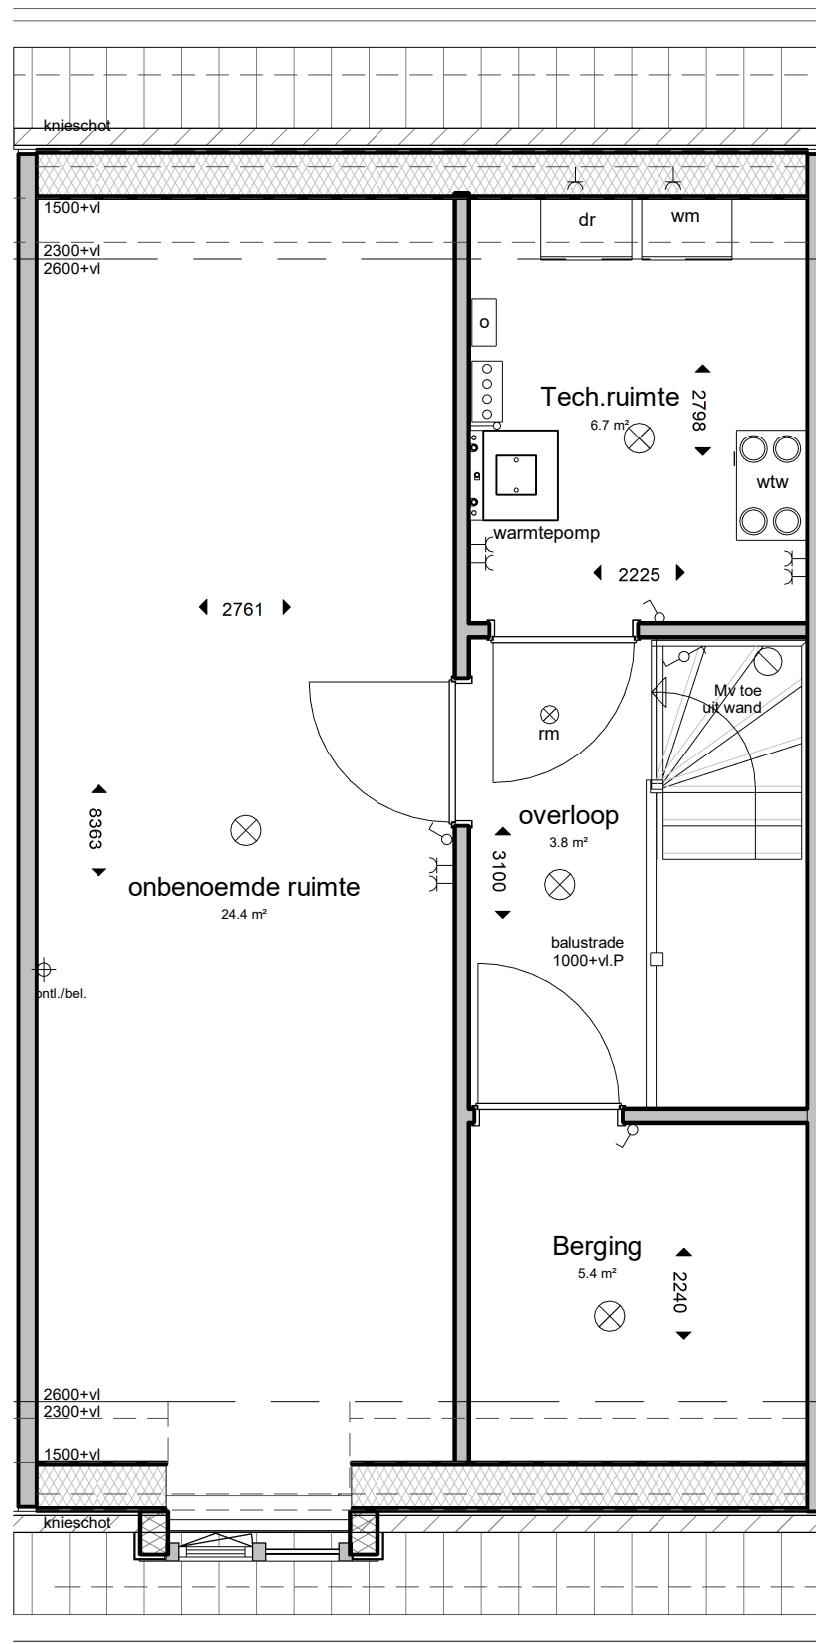 knieschot
1500+vl
2300+vl
2600+vl
dr
wm
o
Tech.ruimte
6.7 m²
2798
wtw
warmtepomp
2225
2761
Mv toe
uit wand
rm
overloop
3.8 m²
8363
3100
onbenoemde ruimte
24.4 m²
balustrade
1000+vl.P
ontl./bel.
Berging
5.4 m²
2240
2600+vl
2300+vl
1500+vl
knieschot